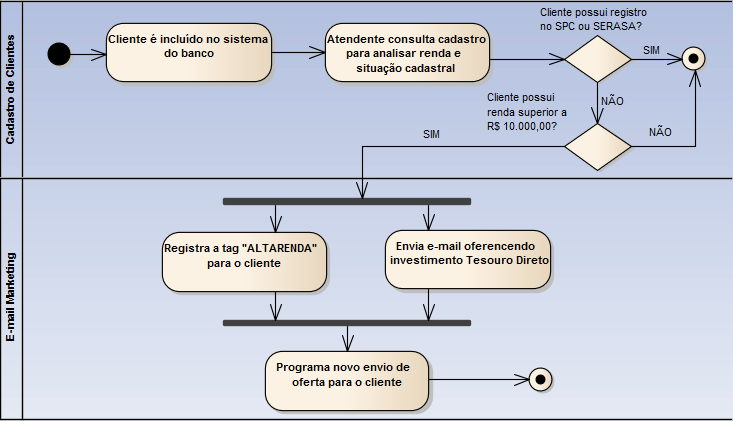 Cadastro de Clientes
Cliente é incluído no sistema
do banco
Atendente consulta cadastro
para analisar renda e
situação cadastral
Cliente possui registro
no SPC ou SERASA?
SIM
NÃO
Cliente possui
renda superior a
R$ 10.000,00?
SIM
NÃO
E-mail Marketing
Registra a tag "ALTARENDA"
para o cliente
Envia e-mail oferencendo
investimento Tesouro Direto
Programa novo envio de
oferta para o cliente